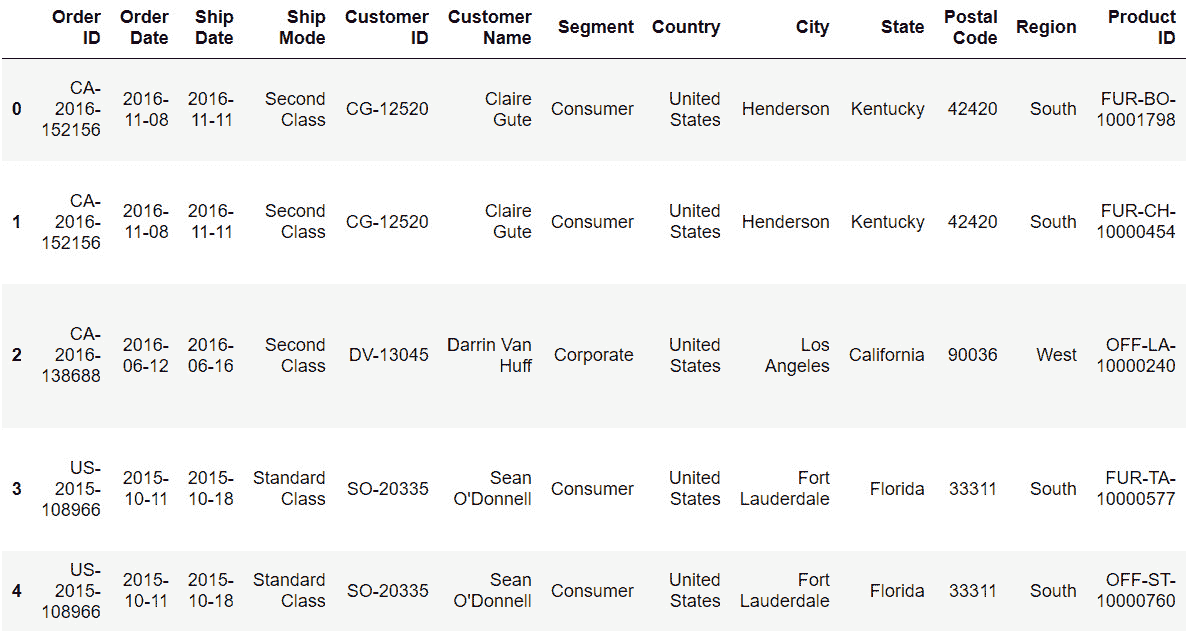 Order ID Order Date Ship Date Ship Mode Customer ID Customer Name Segment Country City State Postal Code Region Product ID
0 CA-2016-152156 2016-11-08 2016-11-11 Second Class CG-12520 Claire Gute Consumer United States Henderson Kentucky 42420 South FUR-BO-10001798
1 CA-2016-152156 2016-11-08 2016-11-11 Second Class CG-12520 Claire Gute Consumer United States Henderson Kentucky 42420 South FUR-CH-10000454
2 CA-2016-138688 2016-06-12 2016-06-16 Second Class DV-13045 Darrin Van Huff Corporate United States Los Angeles California 90036 West OFF-LA-10000240
3 US-2015-108966 2015-10-11 2015-10-18 Standard Class SO-20335 Sean O'Donnell Consumer United States Fort Lauderdale Florida 33311 South FUR-TA-10000577
4 US-2015-108966 2015-10-11 2015-10-18 Standard Class SO-20335 Sean O'Donnell Consumer United States Fort Lauderdale Florida 33311 South OFF-ST-10000760